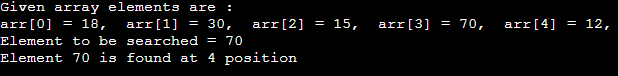 Given array elements are :
arr[0] = 18,  arr[1] = 30,  arr[2] = 15,  arr[3] = 70,  arr[4] = 12,
Element to be searched = 70
Element 70 is found at 4 position